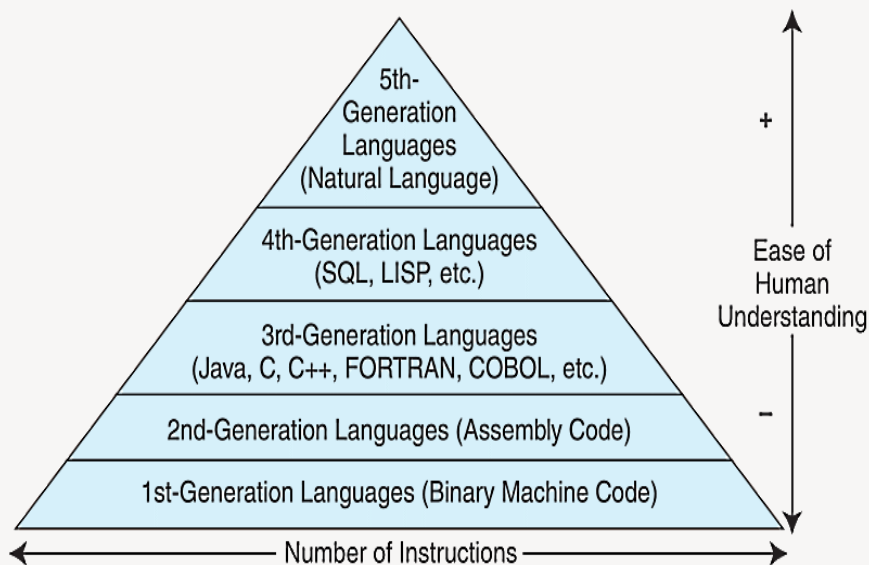 5th-
Generation
Languages
(Natural Language)
4th-Generation Languages
(SQL, LISP, etc.)
3rd-Generation Languages
(Java, C, C++, FORTRAN, COBOL, etc.)
2nd-Generation Languages (Assembly Code)
1st-Generation Languages (Binary Machine Code)
Number of Instructions
+
Ease of
Human
Understanding
–